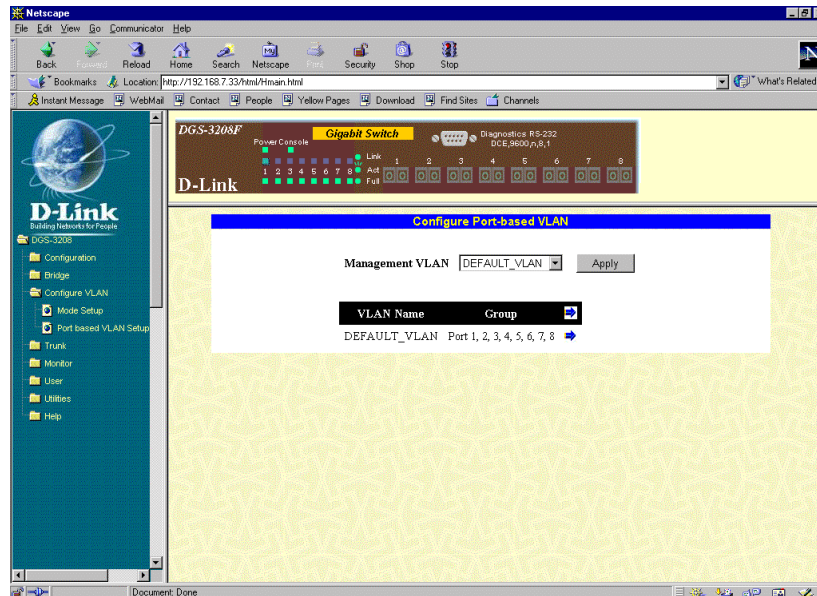 Netscape
File Edit View Go Communicator Help
Back Forward Reload Home Search Netscape Print Security Shop Stop
My
N
Bookmarks Location: http://192.168.7.33/html/Hmain.html What's Related
Instant Message WebMail Contact People Yellow Pages Download Find Sites Channels
DGS-3208F
Gigabit Switch
Power Console
Diagnostics RS-232
DCE,9600,n,8,1
Link
Act
Full
1 2 3 4 5 6 7 8
1 2 3 4 5 6 7 8
D-Link
D-Link
Building Networks for People
DGS-3208
Configuration
Bridge
Configure VLAN
Mode Setup
Port based VLAN Setup
Trunk
Monitor
User
Utilities
Help
Configure Port-based VLAN
Management VLAN DEFAULT_VLAN Apply
VLAN Name Group
DEFAULT_VLAN Port 1, 2, 3, 4, 5, 6, 7, 8
Document: Done